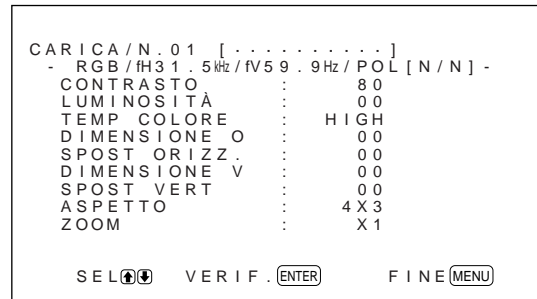 CARICA/N.01 [··········]
- RGB/fH31.5kHz/fV59.9Hz/POL[N/N]-
CONTRASTO : 80
LUMINOSITÀ : 00
TEMP COLORE : HIGH
DIMENSIONE O : 00
SPOST ORIZZ. : 00
DIMENSIONE V : 00
SPOST VERT : 00
ASPETTO : 4X3
ZOOM : X1
SEL↑↓ VERIF.ENTER FINE MENU